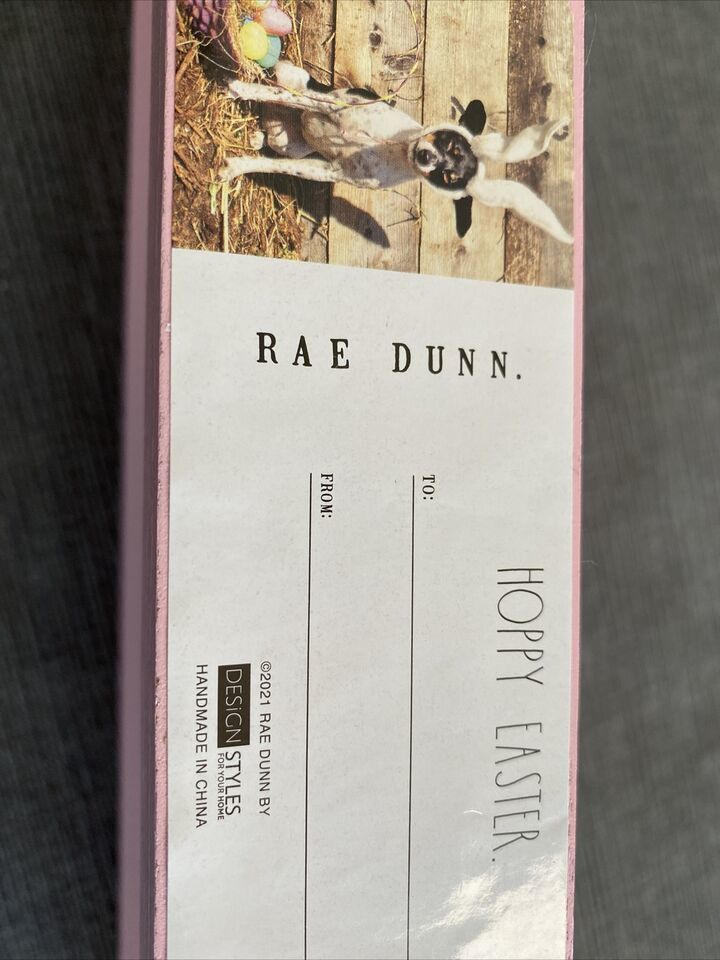 RAE DUNN.
HOPPY EASTER.
TO:
FROM:
©2021 RAE DUNN BY
DESiGN STYLES
FOR YOUR HOME
HANDMADE IN CHINA